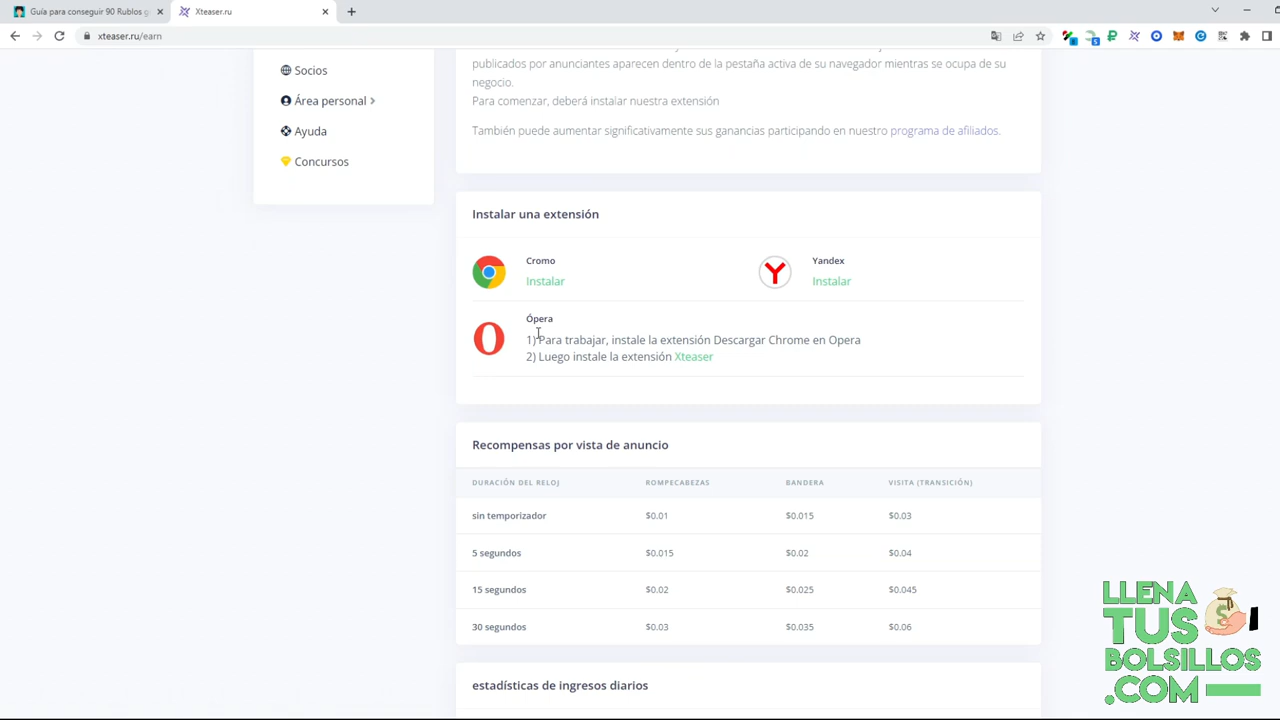 Guía para conseguir 90 Rublos g
Xteaser.ru
xteaser.ru/earn
Socios
Área personal
Ayuda
Concursos
publicados por anunciantes aparecen dentro de la pestaña activa de su navegador mientras se ocupa de su
negocio.
Para comenzar, deberá instalar nuestra extensión
También puede aumentar significativamente sus ganancias participando en nuestro programa de afiliados.
Instalar una extensión
Cromo
Instalar
Yandex
Instalar
Ópera
1) Para trabajar, instale la extensión Descargar Chrome en Opera
2) Luego instale la extensión Xteaser
Recompensas por vista de anuncio
DURACIÓN DEL RELOJ ROMPECABEZAS BANDERA VISITA (TRANSICIÓN)
sin temporizador $0.01 $0.015 $0.03
5 segundos $0.015 $0.02 $0.04
15 segundos $0.02 $0.025 $0.045
30 segundos $0.03 $0.035 $0.06
estadísticas de ingresos diarios
LLENA
TUS
BOLSILLOS
.COM